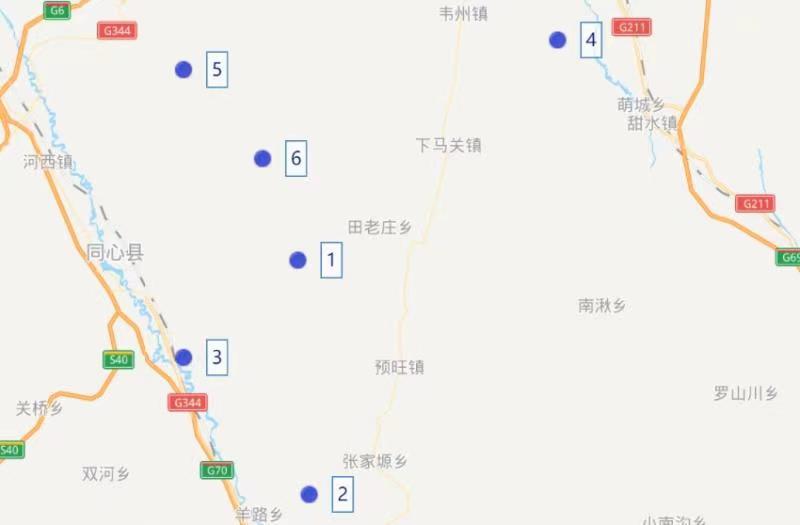 G6
韦州镇
G344
G211
4
5
萌城乡
甜水镇
下马关镇
6
河西镇
G211
田老庄乡
同心县
1
G69
南湫乡
3
S40
预旺镇
罗山川乡
G344
关桥乡
S40
张家塬乡
G70
双河乡
2
羊路乡
小南沟乡